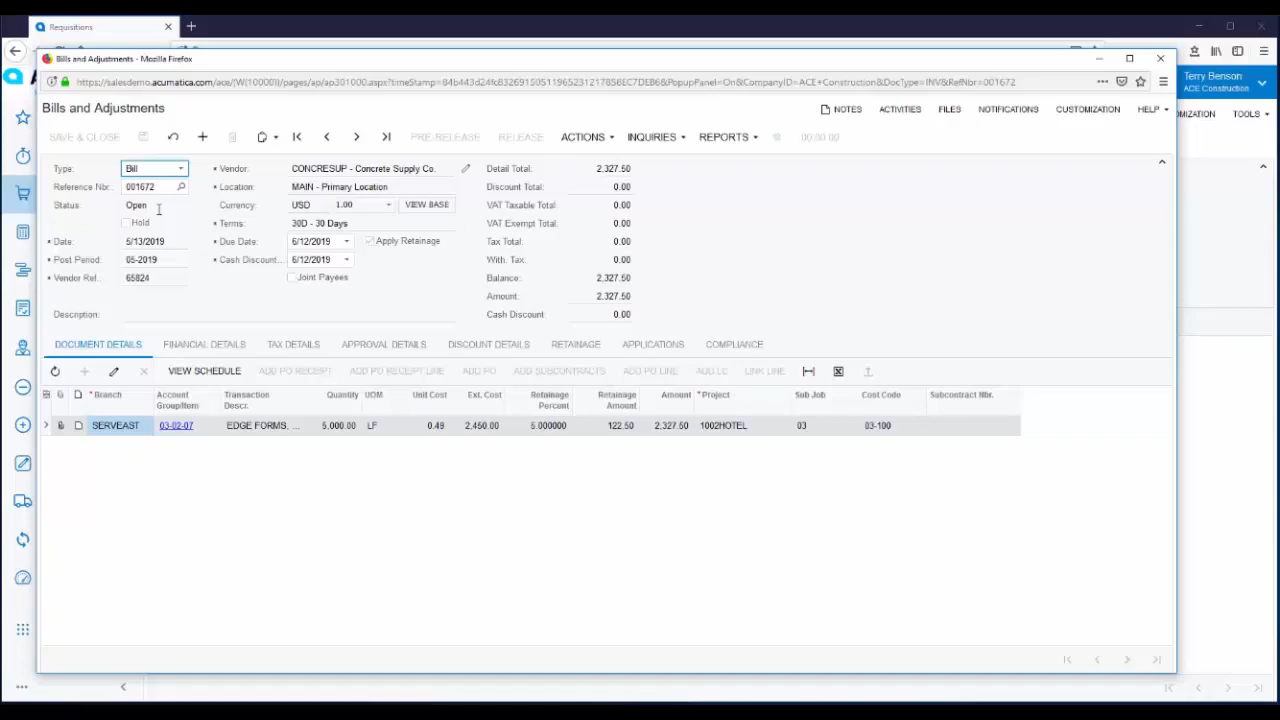 Requisitions
Bills and Adjustments - Mozilla Firefox
Terry Benson
ACE Construction
Bills and Adjustments
NOTES ACTIVITIES FILES NOTIFICATIONS CUSTOMIZATION HELP
MIZATION TOOLS
SAVE & CLOSE PRE-RELEASE RELEASE ACTIONS INQUIRIES REPORTS 00:00:00
Type: Bill * Vendor: CONCRESUP - Concrete Supply Co. Detail Total: 2,327.50
Reference Nbr.: 001672 * Location: MAIN - Primary Location Discount Total: 0.00
Status: Open Currency: USD 1.00 VIEW BASE VAT Taxable Total: 0.00
Hold * Terms: 30D - 30 Days VAT Exempt Total: 0.00
* Date: 5/13/2019 * Due Date: 6/12/2019 Apply Retainage Tax Total: 0.00
* Post Period: 05-2019 * Cash Discount... 6/12/2019 With. Tax: 0.00
* Vendor Ref.: 65824 Joint Payees Balance: 2,327.50
Amount: 2,327.50
Description: Cash Discount 0.00
DOCUMENT DETAILS FINANCIAL DETAILS TAX DETAILS APPROVAL DETAILS DISCOUNT DETAILS RETAINAGE APPLICATIONS COMPLIANCE
VIEW SCHEDULE ADD PO RECEIPT ADD PO RECEIPT LINE ADD PO ADD SUBCONTRACTS ADD PO LINE ADD LC LINK LINE
* Branch Account Group/Item Transaction Descr. Quantity UOM Unit Cost Ext. Cost Retainage Percent Retainage Amount Amount * Project Sub Job Cost Code Subcontract Nbr.
SERVEAST 03-02-07 EDGE FORMS, ... 5,000.00 LF 0.49 2,450.00 5.000000 122.50 2,327.50 1002HOTEL 03 03-100